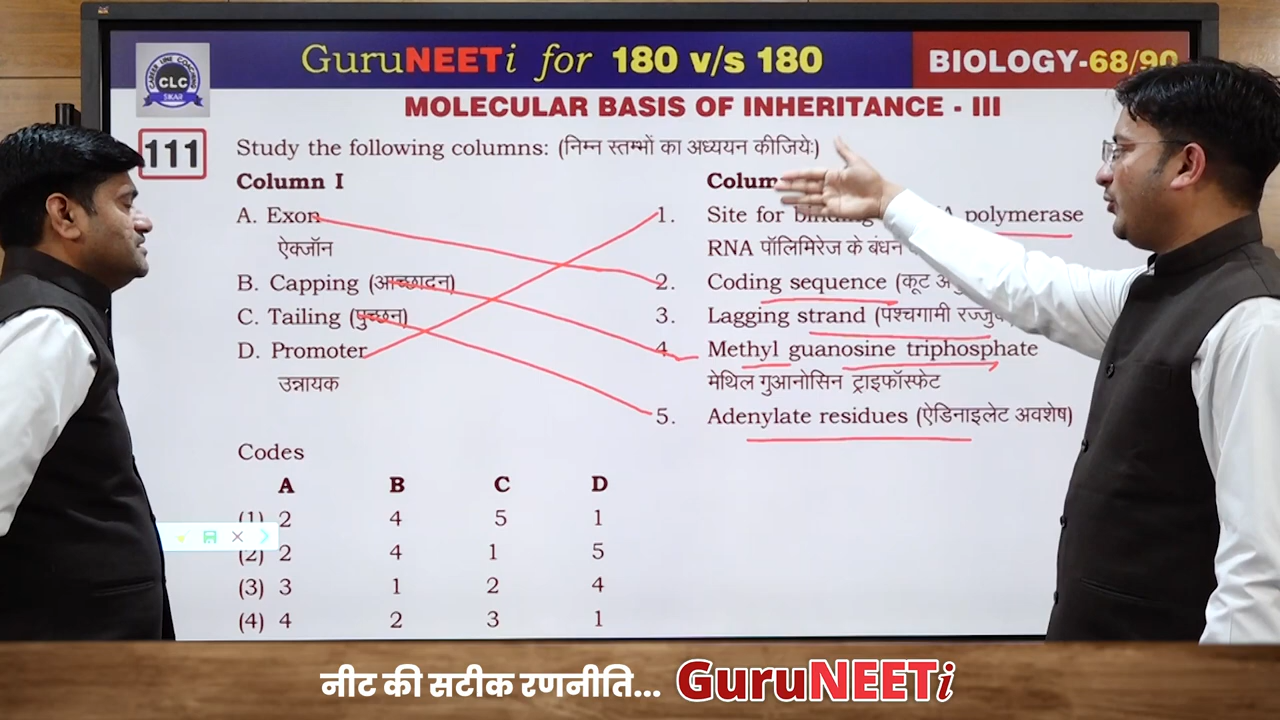 GuruNEETi for 180 v/s 180
BIOLOGY-68/90
CAREER LINE COACHING
CLC
SIKAR
MOLECULAR BASIS OF INHERITANCE - III
111 Study the following columns: (निम्न स्तम्भों का अध्ययन कीजिये:)
Column I
A. Exon
ऐक्जॉन
B. Capping (आच्छादन)
C. Tailing (पुच्छन)
D. Promoter
उन्नायक
1. Site for binding polymerase
RNA पॉलिमिरेज के बंधन
2. Coding sequence (कूट
3. Lagging strand (पश्चगामी
4. Methyl guanosine triphosphate
मेथिल गुआनोसिन ट्राइफॉस्फेट
5. Adenylate residues (ऐडिनाइलेट अवशेष)
Codes
A B C D
(1) 2 4 5 1
(2) 2 4 1 5
(3) 3 1 2 4
(4) 4 2 3 1
नीट की सटीक रणनीति... GuruNEETi